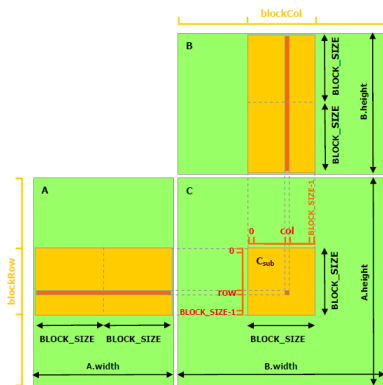 blockCol
B
BLOCK_SIZE
BLOCK_SIZE
B.height
A
C
BLOCK_SIZE-1
0
col
blockRow
0
Csub
row
BLOCK_SIZE-1
BLOCK_SIZE
A.height
BLOCK_SIZE
BLOCK_SIZE
BLOCK_SIZE
A.width
B.width